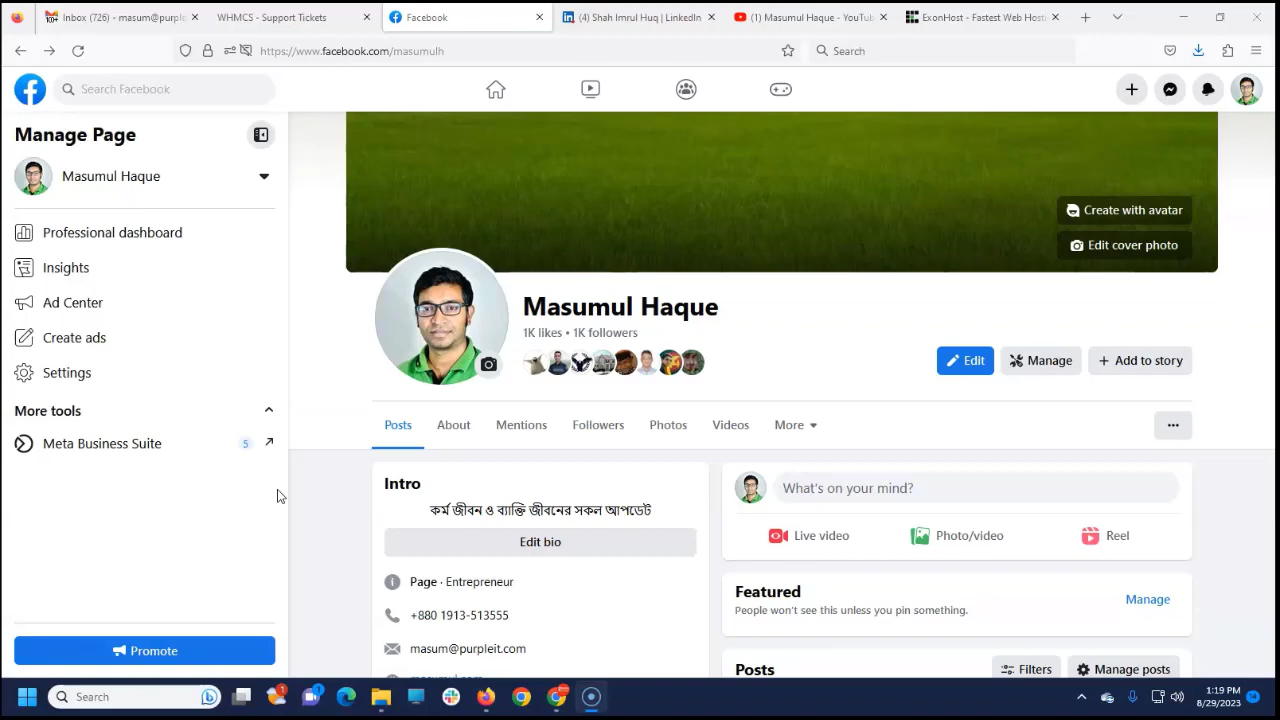 Inbox (726) - masum@purple
WHMCS - Support Tickets
Facebook
(4) Shah Imrul Huq | LinkedIn
(1) Masumul Haque - YouTub
ExonHost - Fastest Web Hosti
https://www.facebook.com/masumulh
Search
Search Facebook
Manage Page
Masumul Haque
Professional dashboard
Insights
Ad Center
Create ads
Settings
More tools
Meta Business Suite 5
Promote
Create with avatar
Edit cover photo
Masumul Haque
1K likes • 1K followers
Edit
Manage
Add to story
Posts
About
Mentions
Followers
Photos
Videos
More
Intro
কর্ম জীবন ও ব্যাক্তি জীবনের সকল আপডেট
Edit bio
Page · Entrepreneur
+880 1913-513555
masum@purpleit.com
What's on your mind?
Live video
Photo/video
Reel
Featured
Manage
People won't see this unless you pin something.
Posts
Filters
Manage posts
Search
1:19 PM
8/29/2023